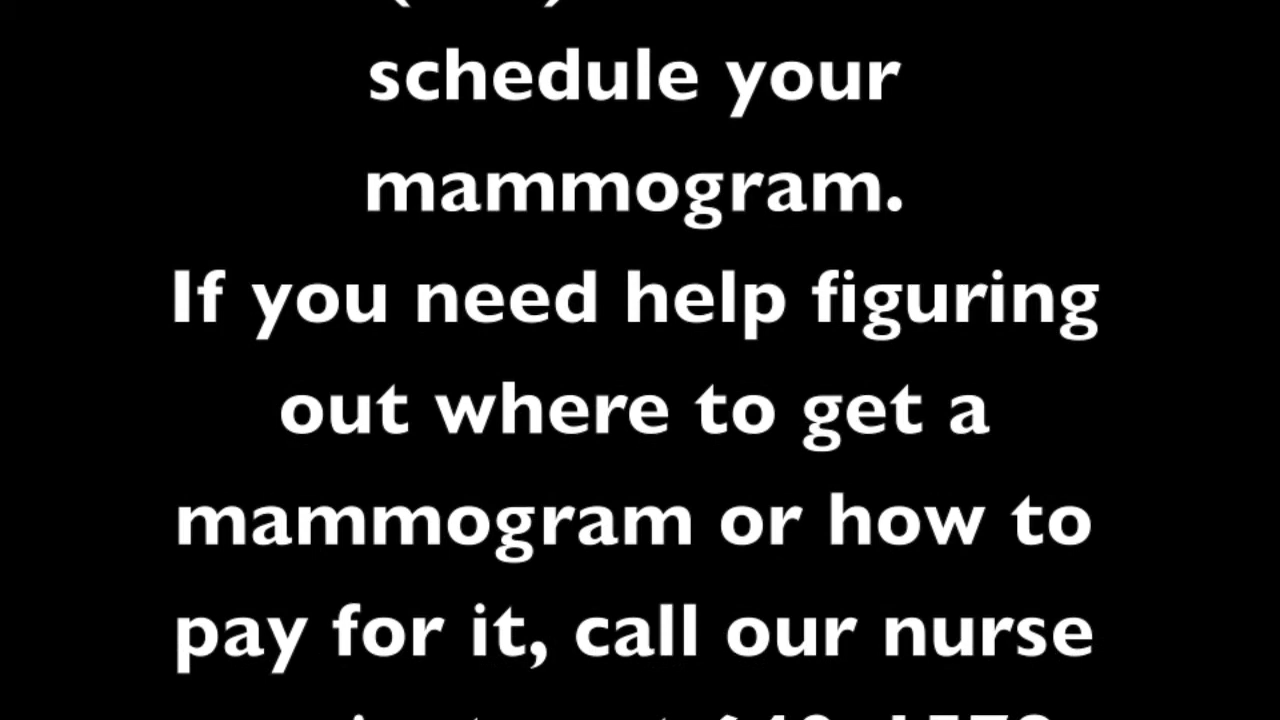 schedule your
mammogram.
If you need help figuring
out where to get a
mammogram or how to
pay for it, call our nurse